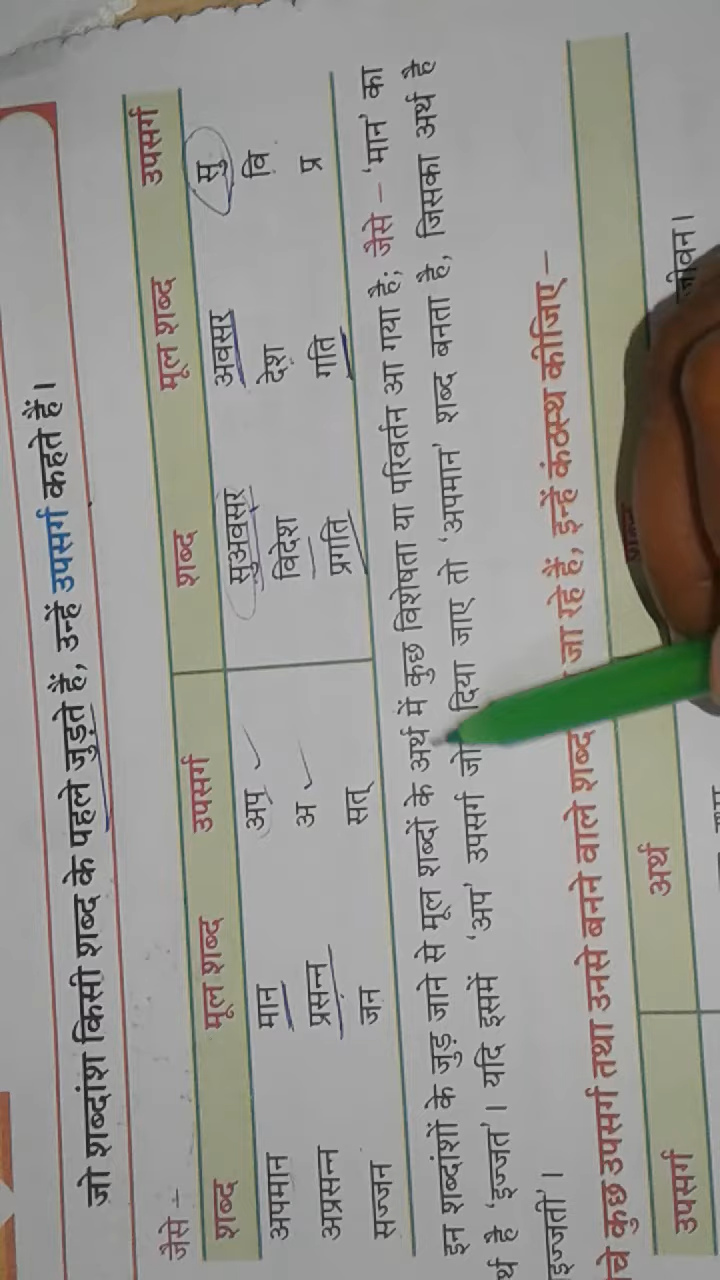 जो शब्दांश किसी शब्द के पहले जुड़ते हैं, उन्हें उपसर्ग कहते हैं।
जैसे –
शब्द मूल शब्द उपसर्ग शब्द मूल शब्द उपसर्ग
अपमान मान अप सुअवसर अवसर सु
अप्रसन्न प्रसन्न अ विदेश देश वि
सज्जन जन सत् प्रगति गति प्र
इन शब्दांशों के जुड़ जाने से मूल शब्दों के अर्थ में कुछ विशेषता या परिवर्तन आ गया है; जैसे – 'मान' का
र्थ है 'इज्जत'। यदि इसमें 'अप' उपसर्ग जो दिया जाए तो 'अपमान' शब्द बनता है, जिसका अर्थ है
इज्जती'।
चे कुछ उपसर्ग तथा उनसे बनने वाले शब्द जा रहे हैं, इन्हें कंठस्थ कीजिए –
उपसर्ग अर्थ
जीवन।